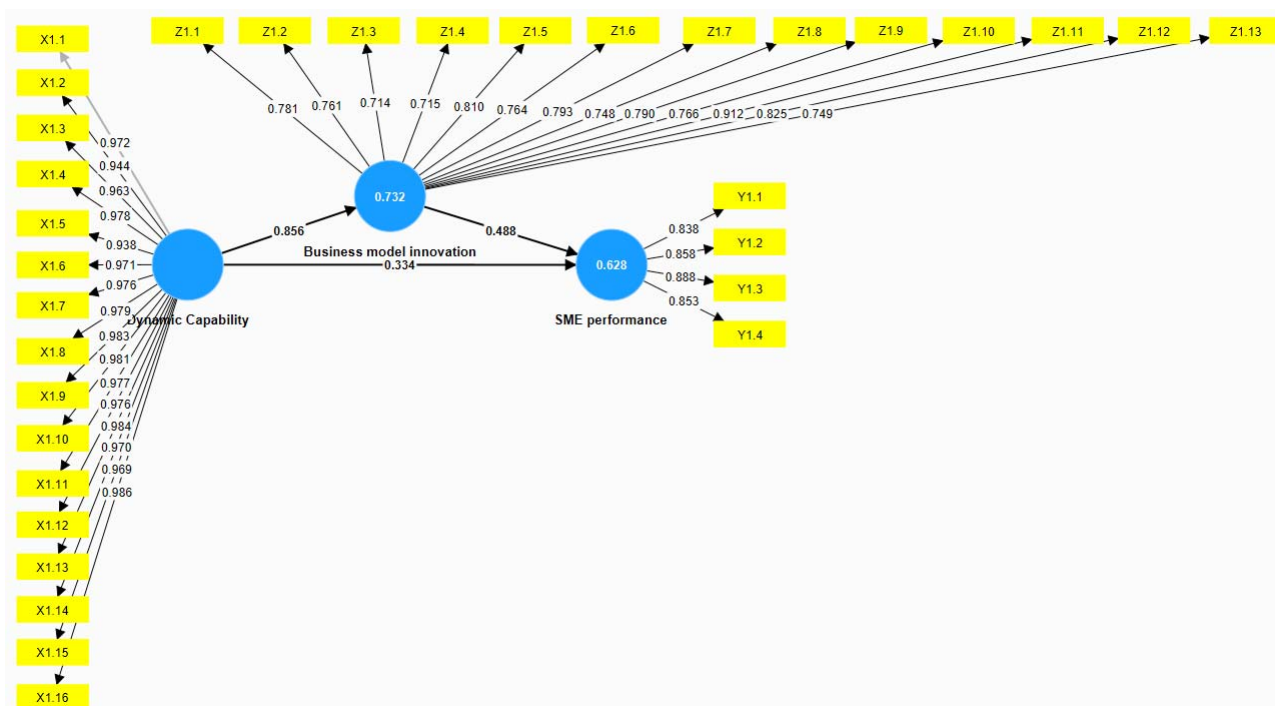 X1.1
Z1.1
Z1.2
Z1.3
Z1.4
Z1.5
Z1.6
Z1.7
Z1.8
Z1.9
Z1.10
Z1.11
Z1.12
Z1.13
X1.2
X1.3
X1.4
X1.5
X1.6
X1.7
X1.8
X1.9
X1.10
X1.11
X1.12
X1.13
X1.14
X1.15
X1.16
0.972
0.944
0.963
0.978
0.938
0.971
0.976
0.979
0.983
0.981
0.977
0.976
0.984
0.970
0.969
0.986
Dynamic Capability
0.781
0.761
0.714
0.715
0.810
0.764
0.793
0.748
0.790
0.766
0.912
0.825
0.749
0.732
Business model innovation
0.856
0.488
0.334
0.628
SME performance
0.838
0.858
0.888
0.853
Y1.1
Y1.2
Y1.3
Y1.4